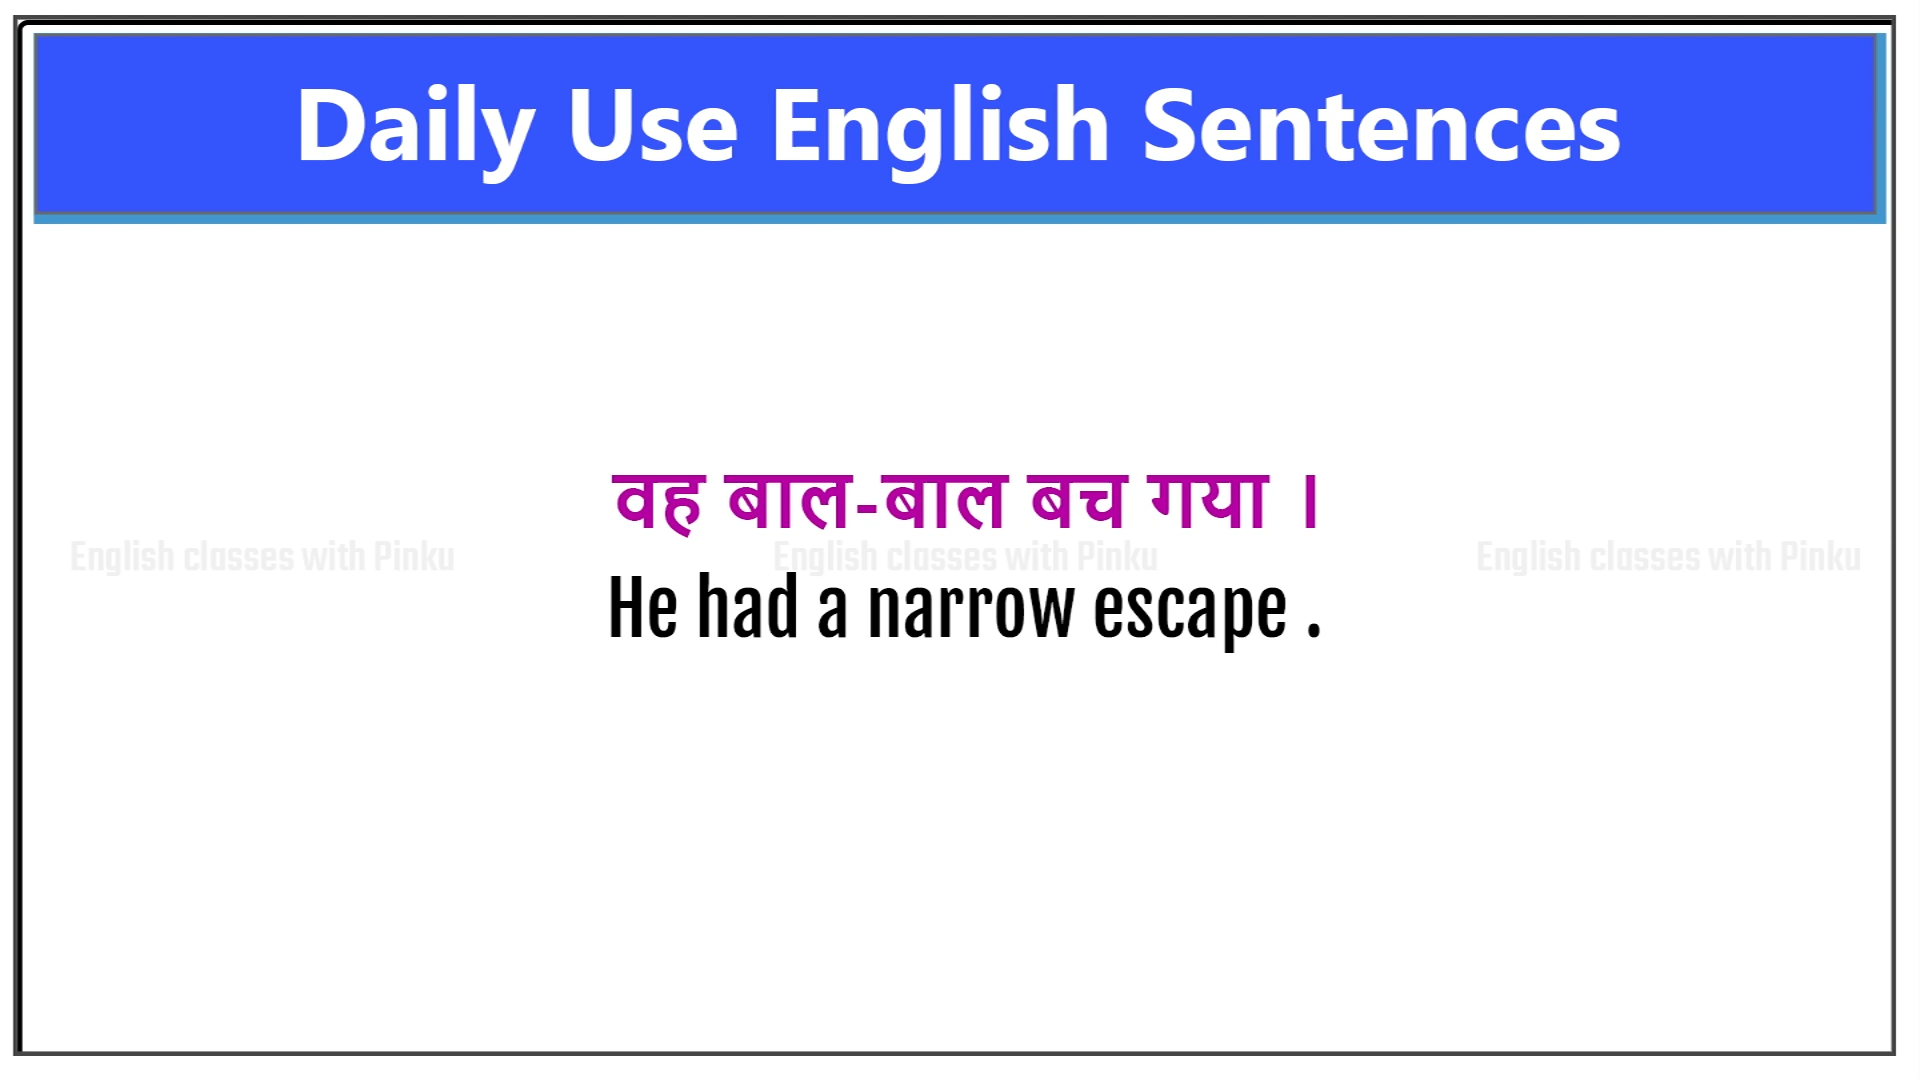 Daily Use English Sentences
वह बाल-बाल बच गया ।
English classes with Pinku English classes with Pinku English classes with Pinku
He had a narrow escape .